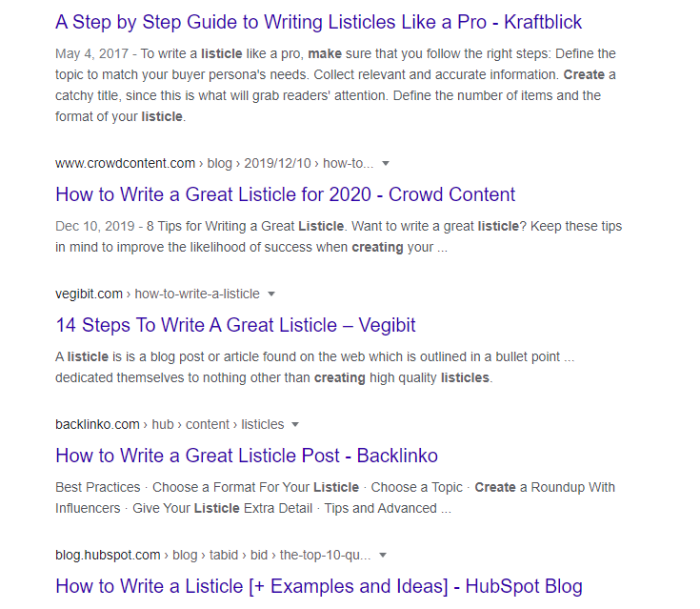 A Step by Step Guide to Writing Listicles Like a Pro - Kraftblick
May 4, 2017 - To write a listicle like a pro, make sure that you follow the right steps: Define the
topic to match your buyer persona's needs. Collect relevant and accurate information. Create a
catchy title, since this is what will grab readers' attention. Define the number of items and the
format of your listicle.
www.crowdcontent.com › blog › 2019/12/10 › how-to...
How to Write a Great Listicle for 2020 - Crowd Content
Dec 10, 2019 - 8 Tips for Writing a Great Listicle. Want to write a great listicle? Keep these tips
in mind to improve the likelihood of success when creating your ...
vegibit.com › how-to-write-a-listicle
14 Steps To Write A Great Listicle – Vegibit
A listicle is is a blog post or article found on the web which is outlined in a bullet point ...
dedicated themselves to nothing other than creating high quality listicles.
backlinko.com › hub › content › listicles
How to Write a Great Listicle Post - Backlinko
Best Practices · Choose a Format For Your Listicle · Choose a Topic · Create a Roundup With
Influencers · Give Your Listicle Extra Detail · Tips and Advanced ...
blog.hubspot.com › blog › tabid › bid › the-top-10-qu...
How to Write a Listicle [+ Examples and Ideas] - HubSpot Blog